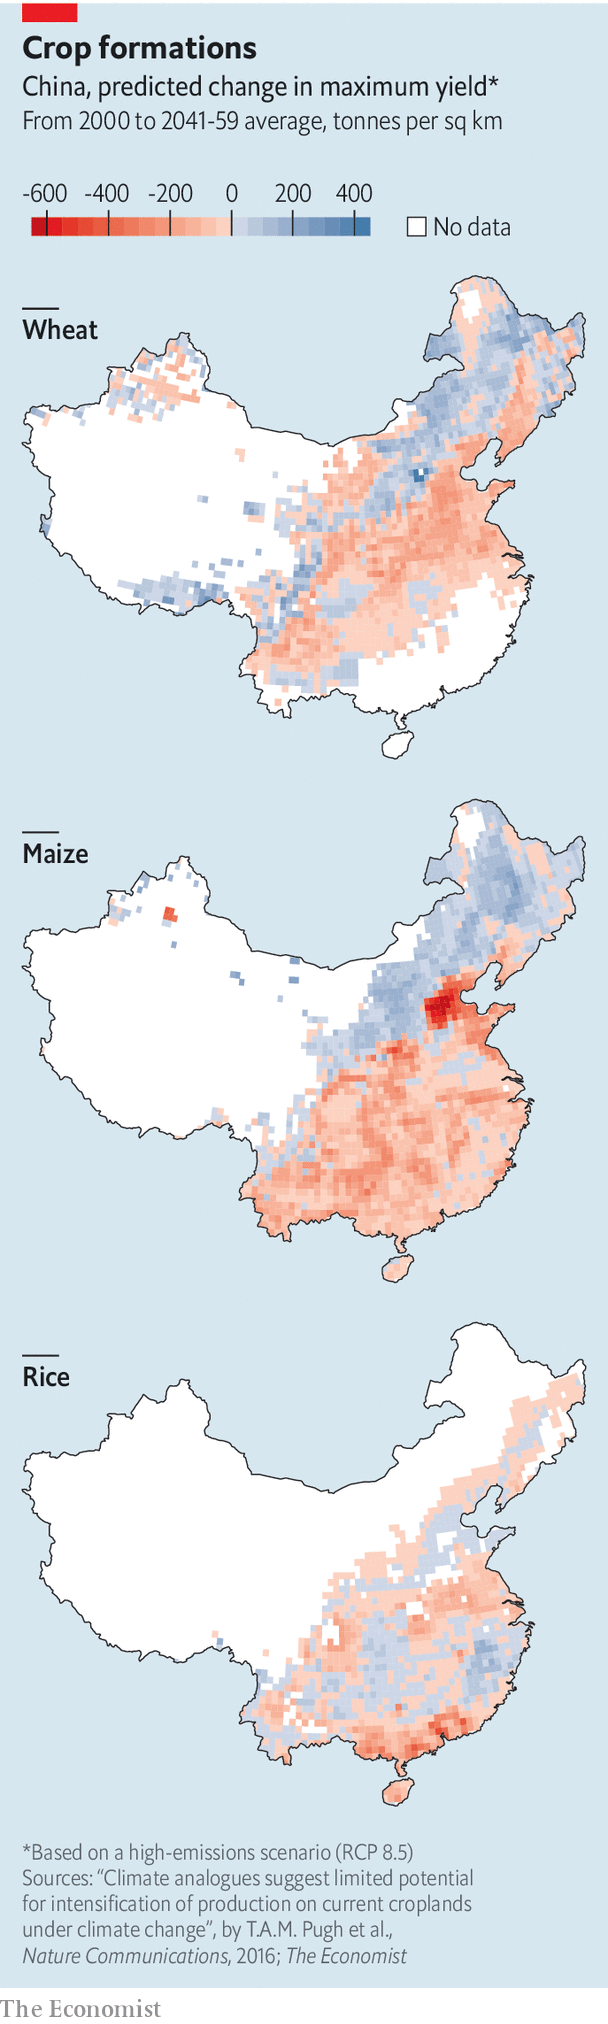 Crop formations
China, predicted change in maximum yield*
From 2000 to 2041-59 average, tonnes per sq km
-600 -400 -200 0 200 400
No data
Wheat
Maize
Rice
*Based on a high-emissions scenario (RCP 8.5)
Sources: “Climate analogues suggest limited potential
for intensification of production on current croplands
under climate change”, by T.A.M. Pugh et al.,
Nature Communications, 2016; The Economist
The Economist